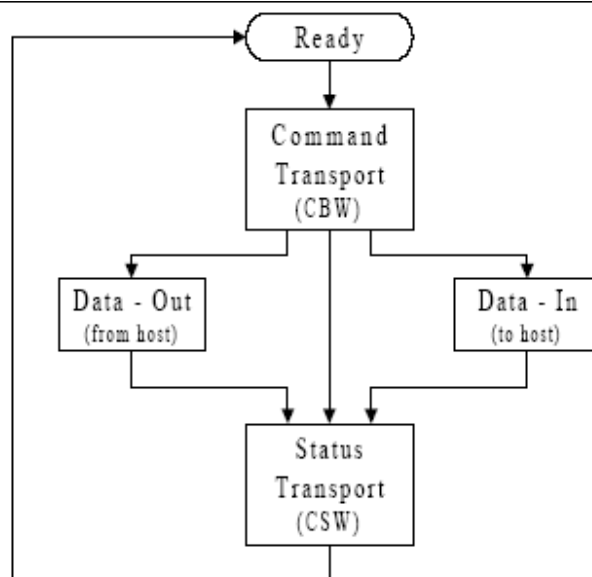 Ready
Command
Transport
(CBW)
Data - Out
(from host)
Data - In
(to host)
Status
Transport
(CSW)